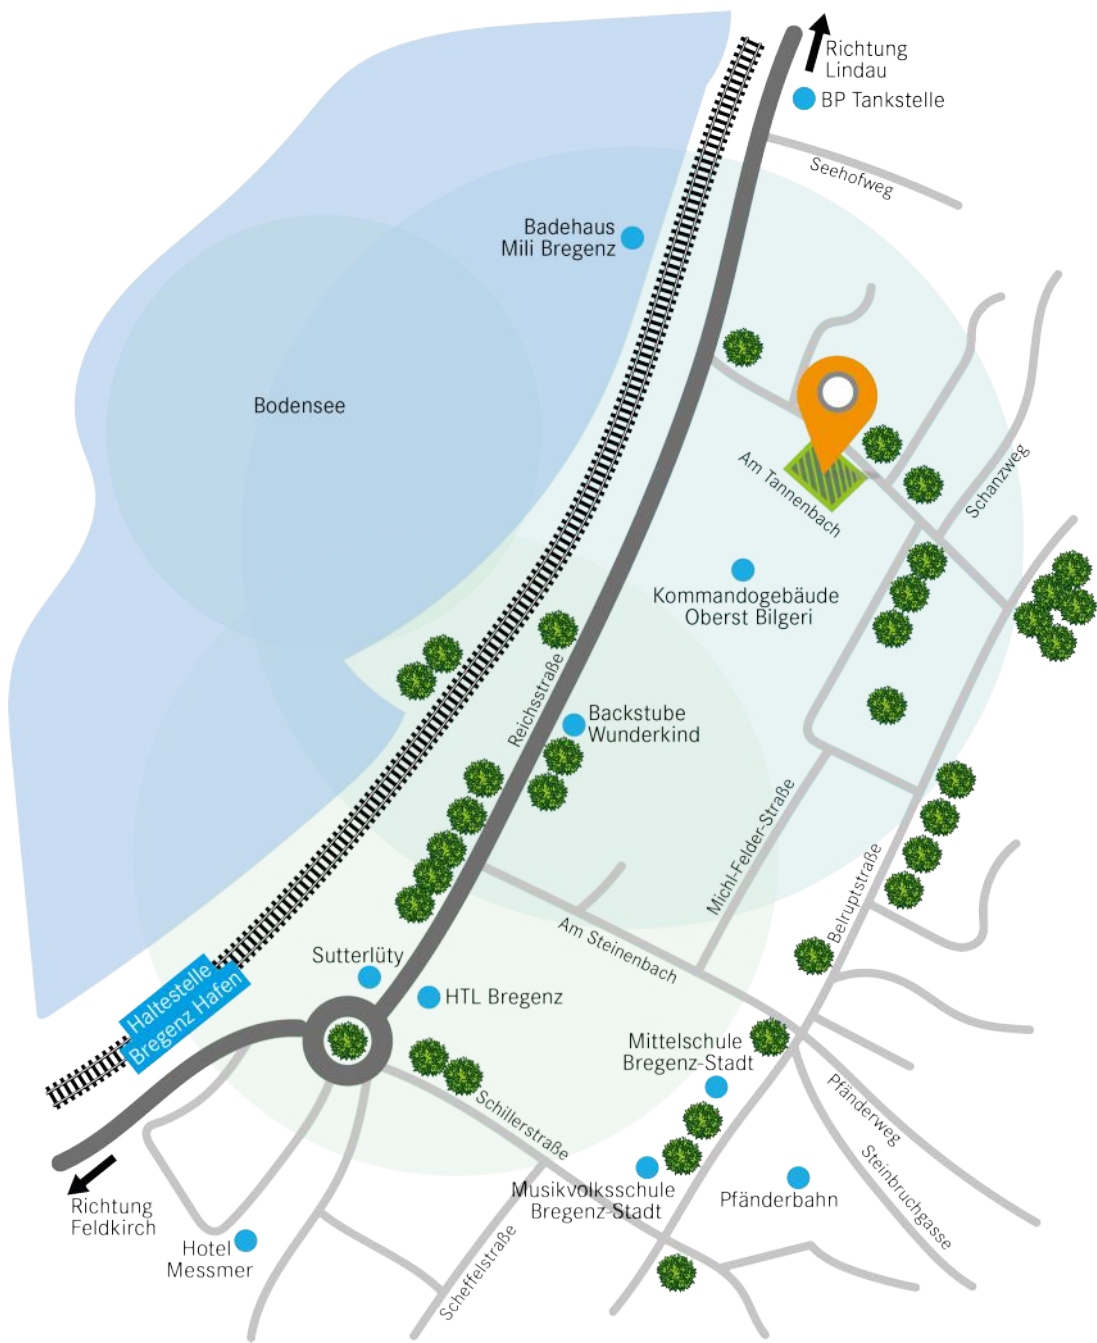 Richtung
Lindau
BP Tankstelle
Seehofweg
Badehaus
Mili Bregenz
Bodensee
Schanzweg
Am Tannenbach
Kommandogebäude
Oberst Bilgeri
Reichsstraße
Backstube
Wunderkind
Michl-Felder-Straße
Belruptstraße
Am Steinenbach
Sutterlüty
HTL Bregenz
Haltestelle
Bregenz Hafen
Mittelschule
Bregenz-Stadt
Schillerstraße
Pfänderweg
Steinbruchgasse
Musikvolksschule
Bregenz-Stadt
Pfänderbahn
Richtung
Feldkirch
Hotel
Messmer
Scheffelstraße